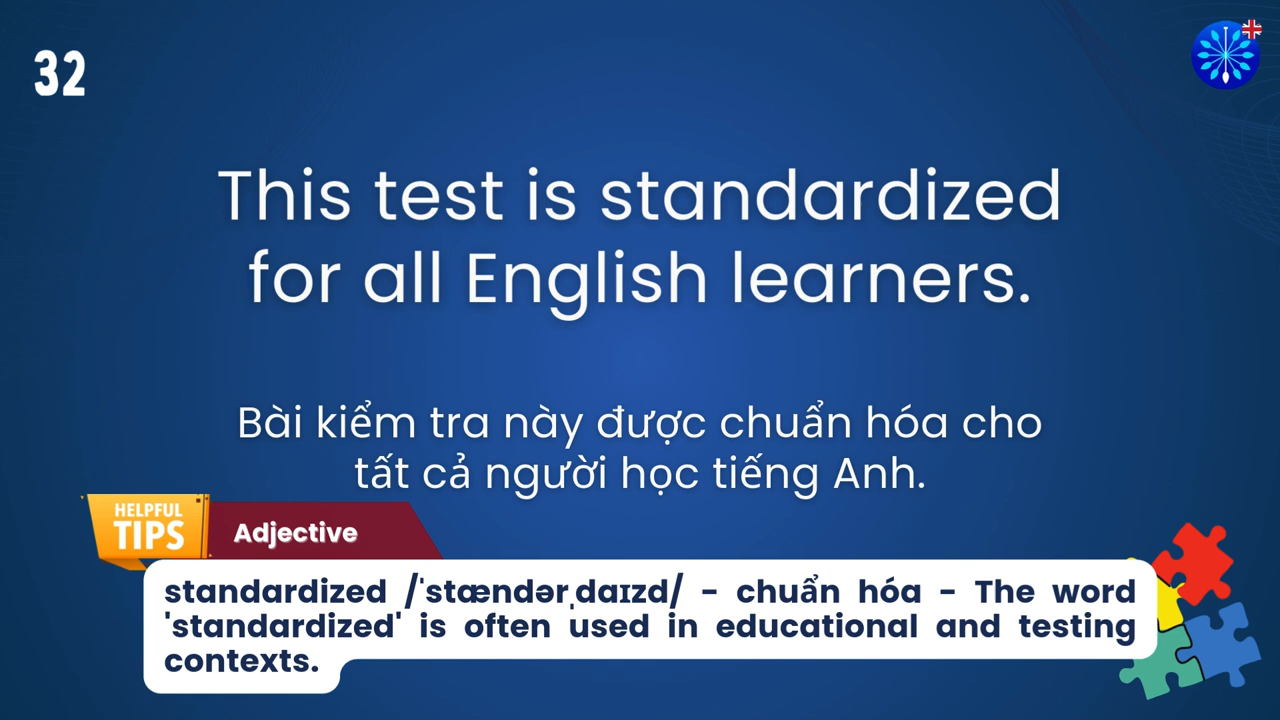 32
This test is standardized
for all English learners.
Bài kiểm tra này được chuẩn hóa cho
tất cả người học tiếng Anh.
HELPFUL
TIPS
Adjective
standardized /ˈstændərˌdaɪzd/ - chuẩn hóa - The word
'standardized' is often used in educational and testing
contexts.